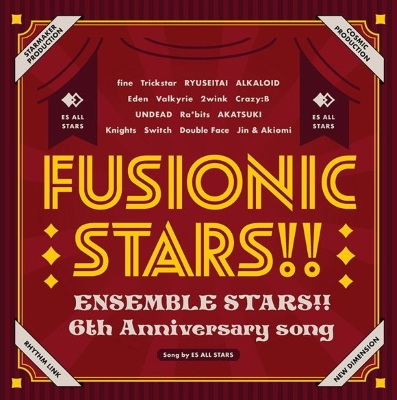 STARMAKER
PRODUCTION
COSMIC
PRODUCTION
fine Trickstar RYUSEITAI ALKALOID
Eden Valkyrie 2wink Crazy:B
UNDEAD Ra*bits AKATSUKI
Knights Switch Double Face Jin & Akiomi
ES ALL
STARS
ES ALL
STARS
FUSIONIC
STARS!!
ENSEMBLE STARS!!
6th Anniversary song
Song by ES ALL STARS
RHYTHM LINK
NEW DIMENSION